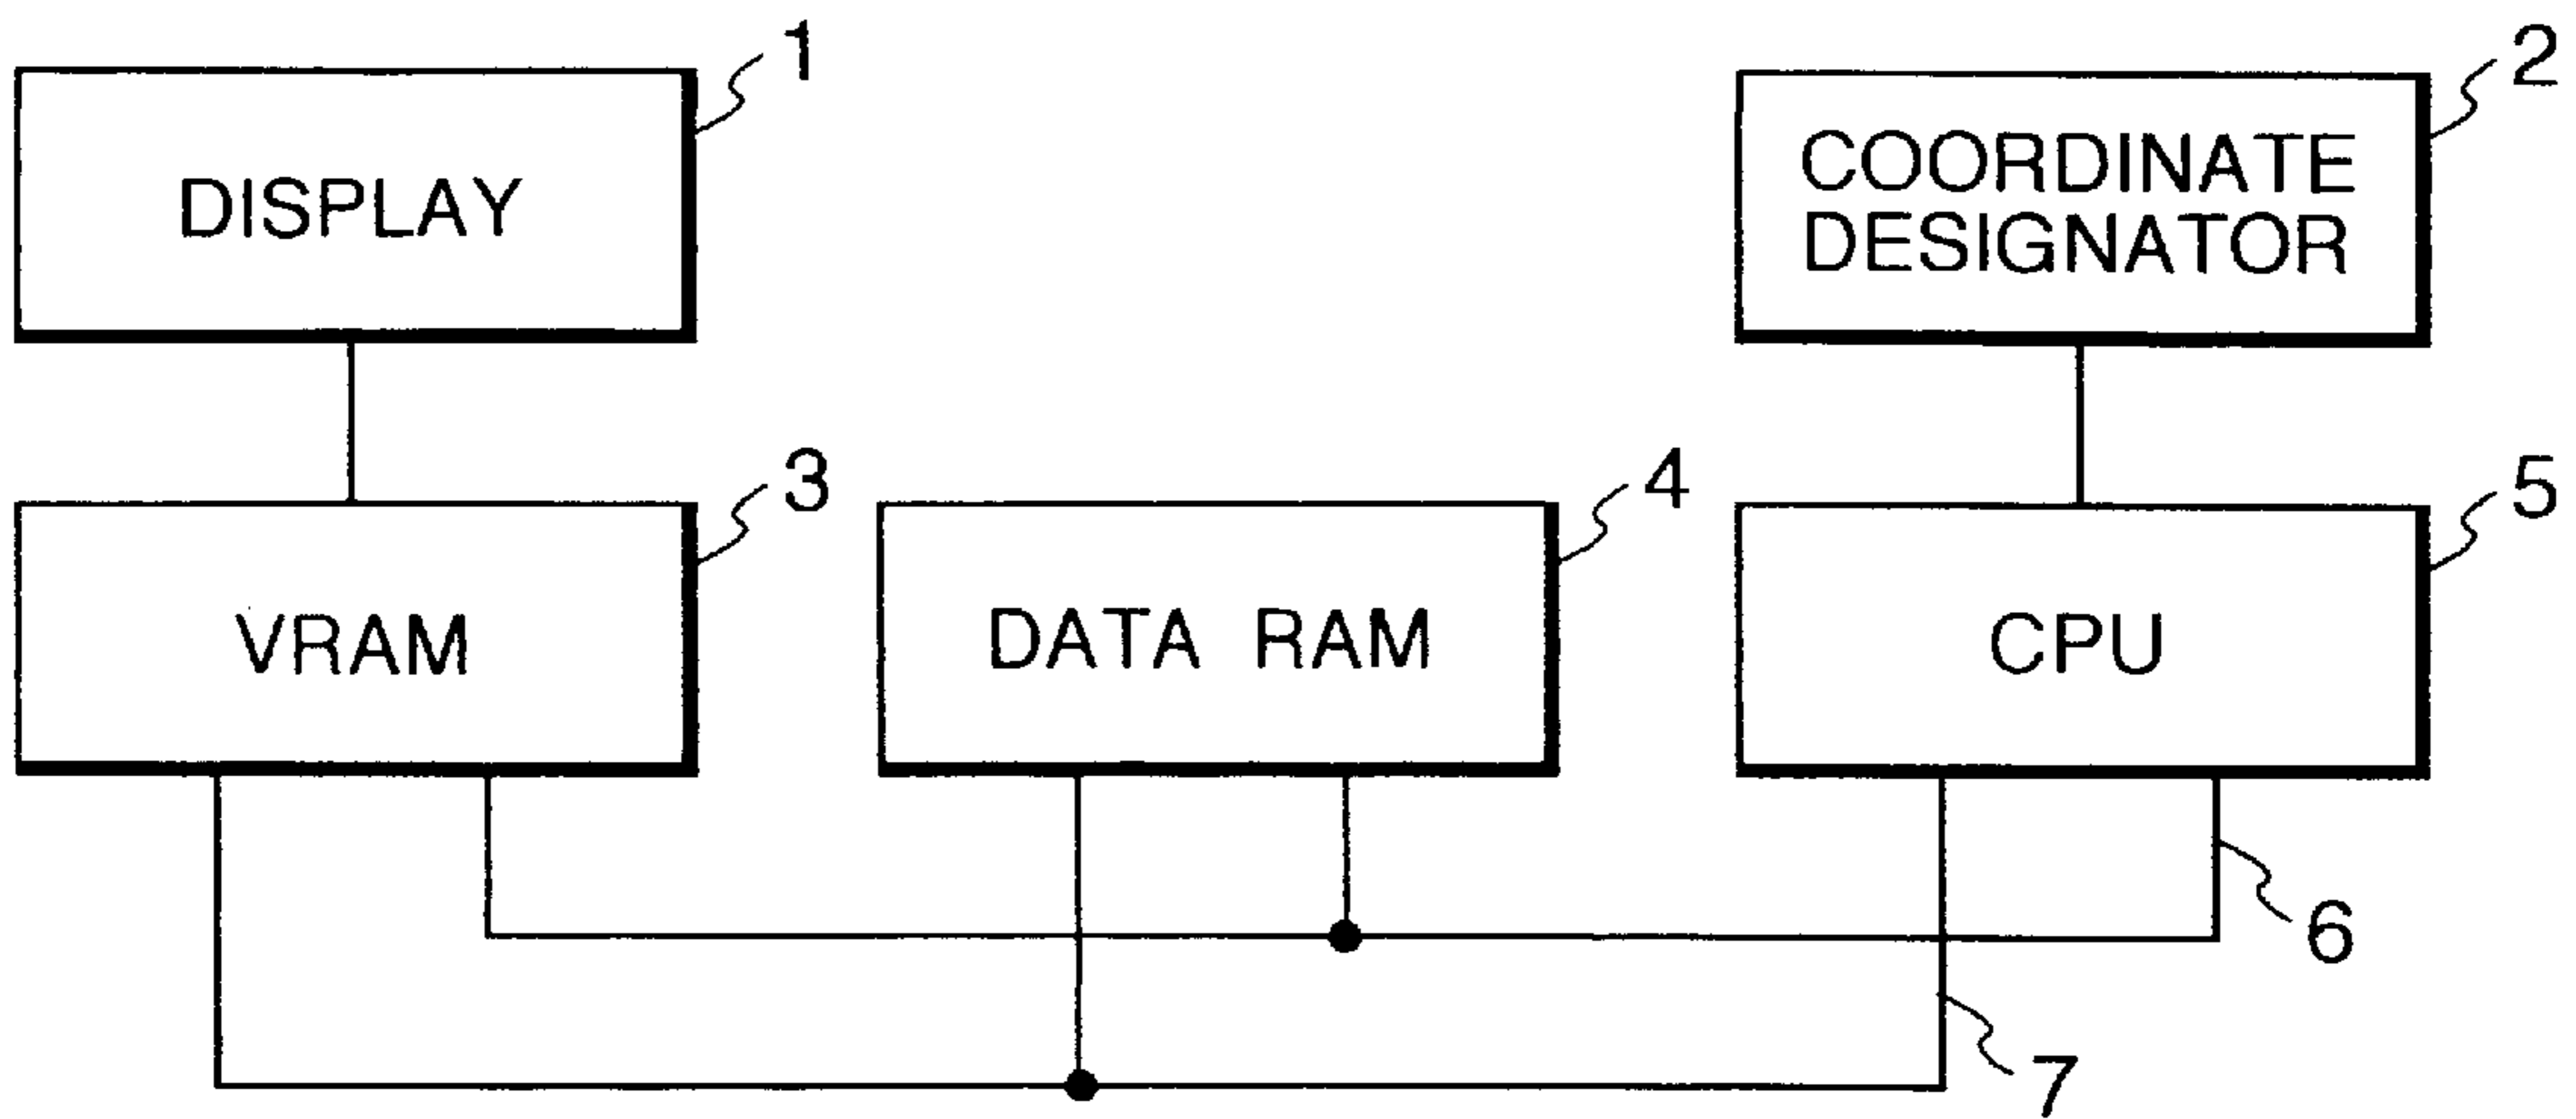 1
DISPLAY
2
COORDINATE
DESIGNATOR
3
VRAM
4
DATA RAM
5
CPU
6
7